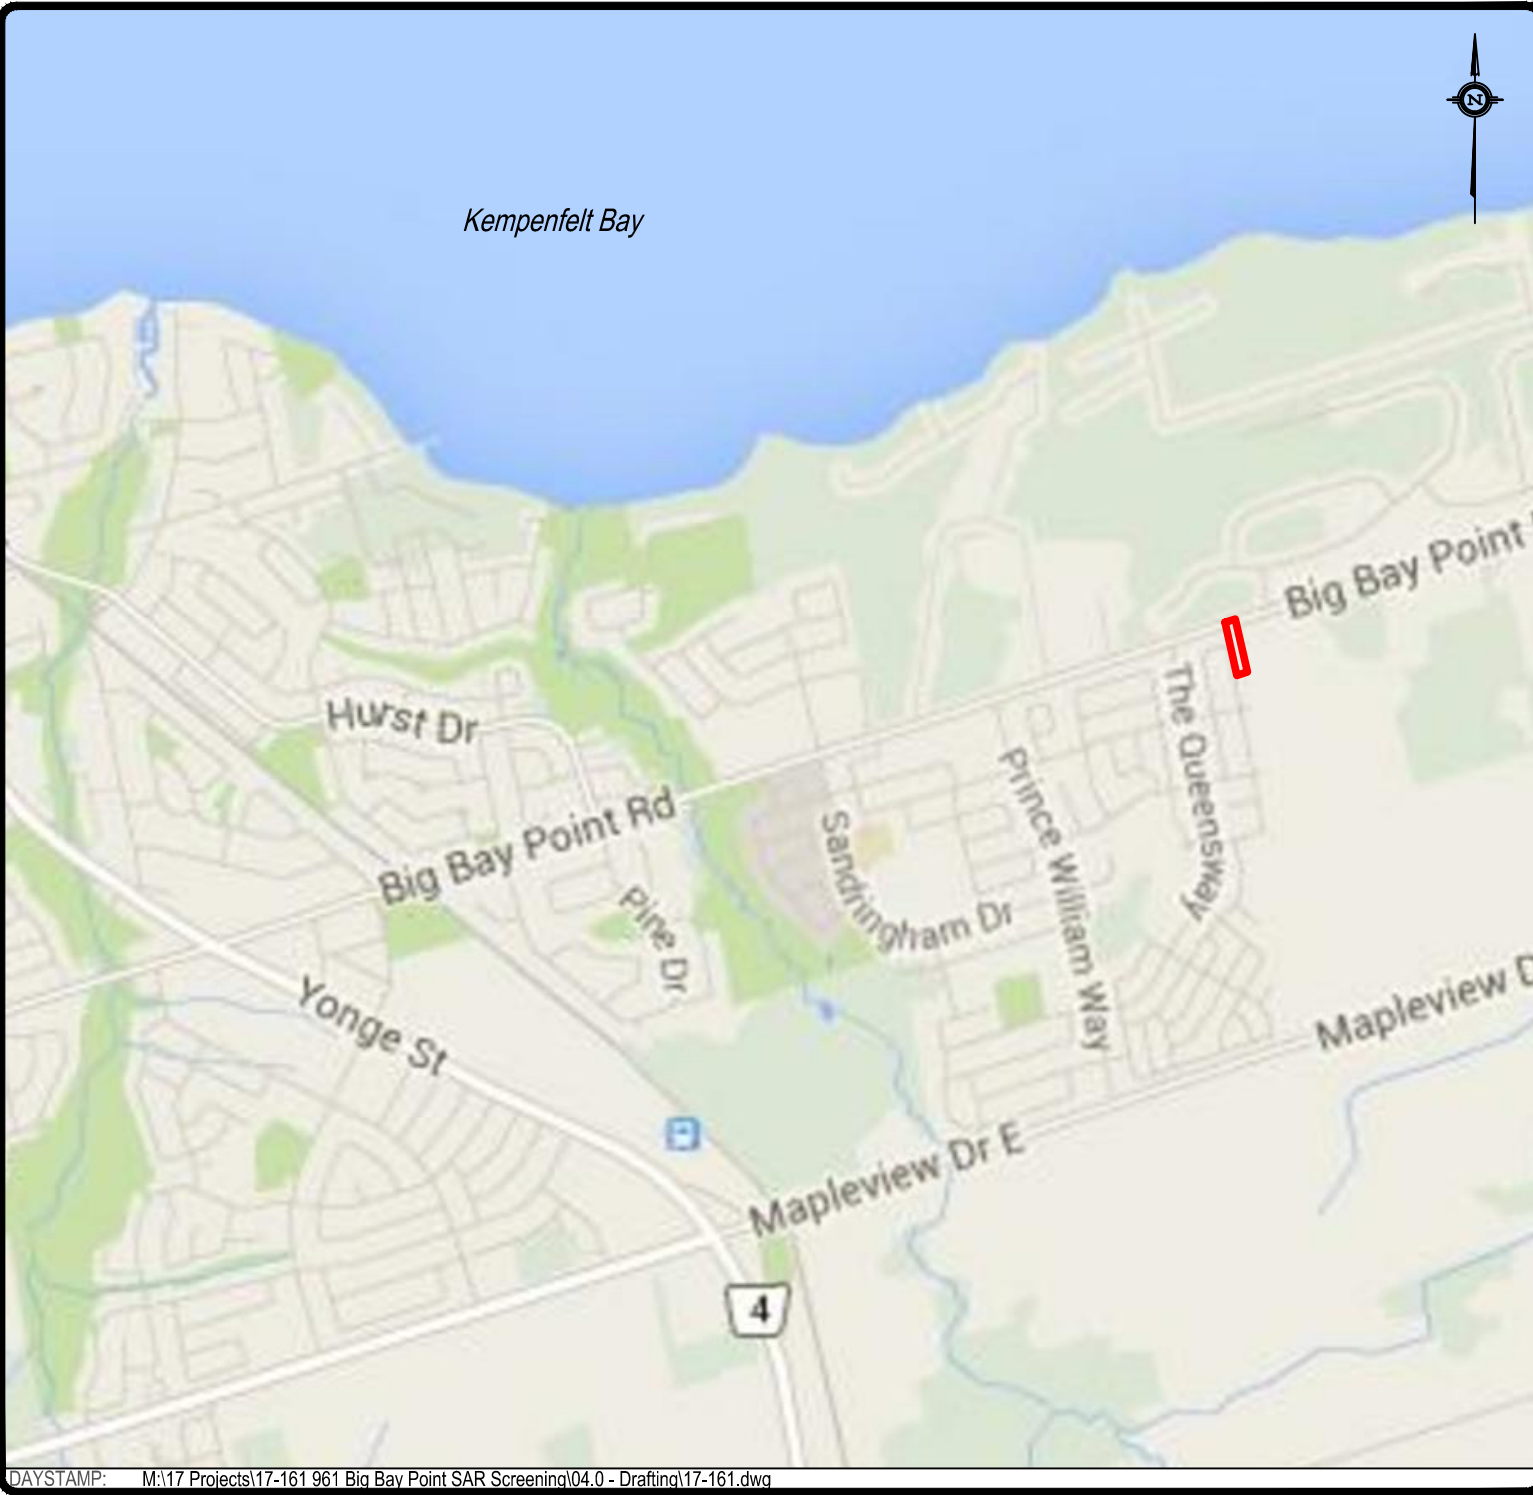 N
Kempenfelt Bay
Big Bay Point
The Queensway
Hurst Dr
Prince William Way
Big Bay Point Rd
Sandringham Dr
Pine Dr
Yonge St
Mapleview D
Mapleview Dr E
4
DAYSTAMP: M:\17 Projects\17-161 961 Big Bay Point SAR Screening\04.0 - Drafting\17-161.dwg